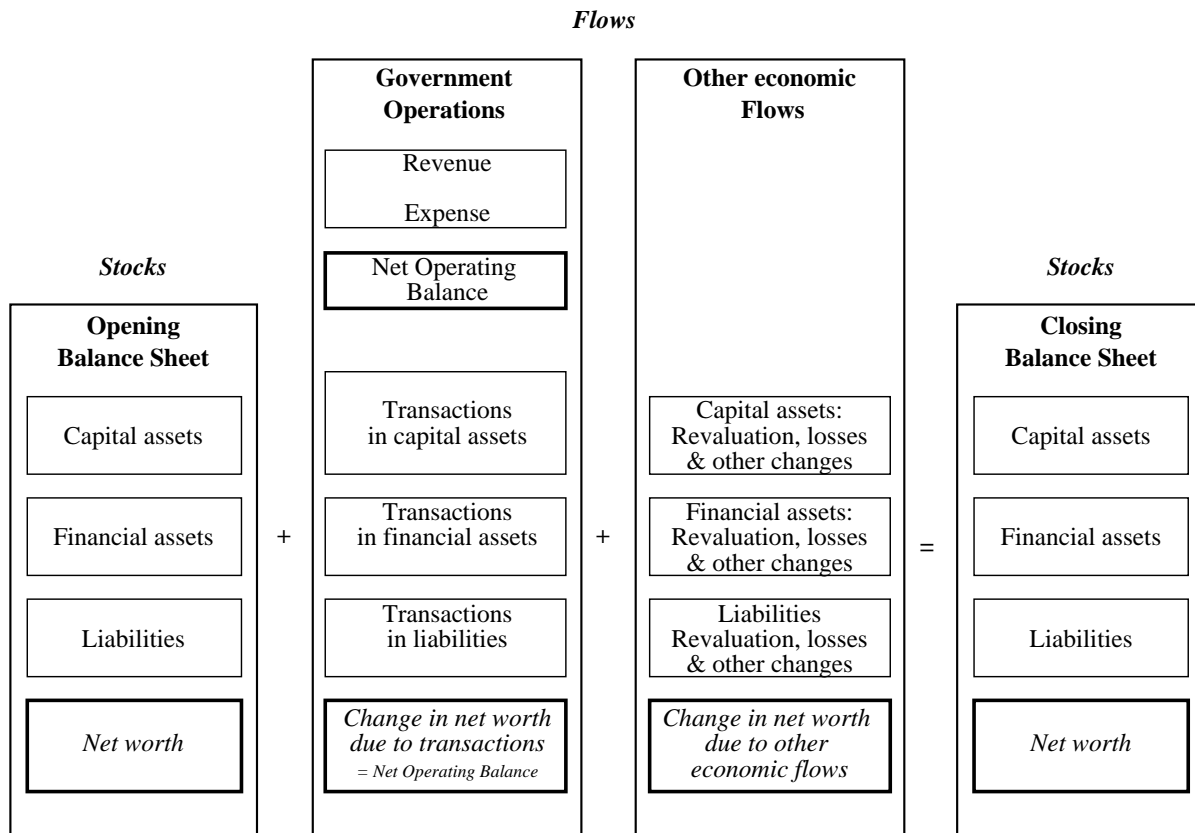 Flows
Government
Operations
Revenue
Expense
Net Operating
Balance
Transactions
in capital assets
Transactions
in financial assets
Transactions
in liabilities
Change in net worth
due to transactions
= Net Operating Balance
Other economic
Flows
Capital assets:
Revaluation, losses
& other changes
Financial assets:
Revaluation, losses
& other changes
Liabilities
Revaluation, losses
& other changes
Change in net worth
due to other
economic flows
Stocks
Opening
Balance Sheet
Capital assets
Financial assets
Liabilities
Net worth
+
+
=
Stocks
Closing
Balance Sheet
Capital assets
Financial assets
Liabilities
Net worth